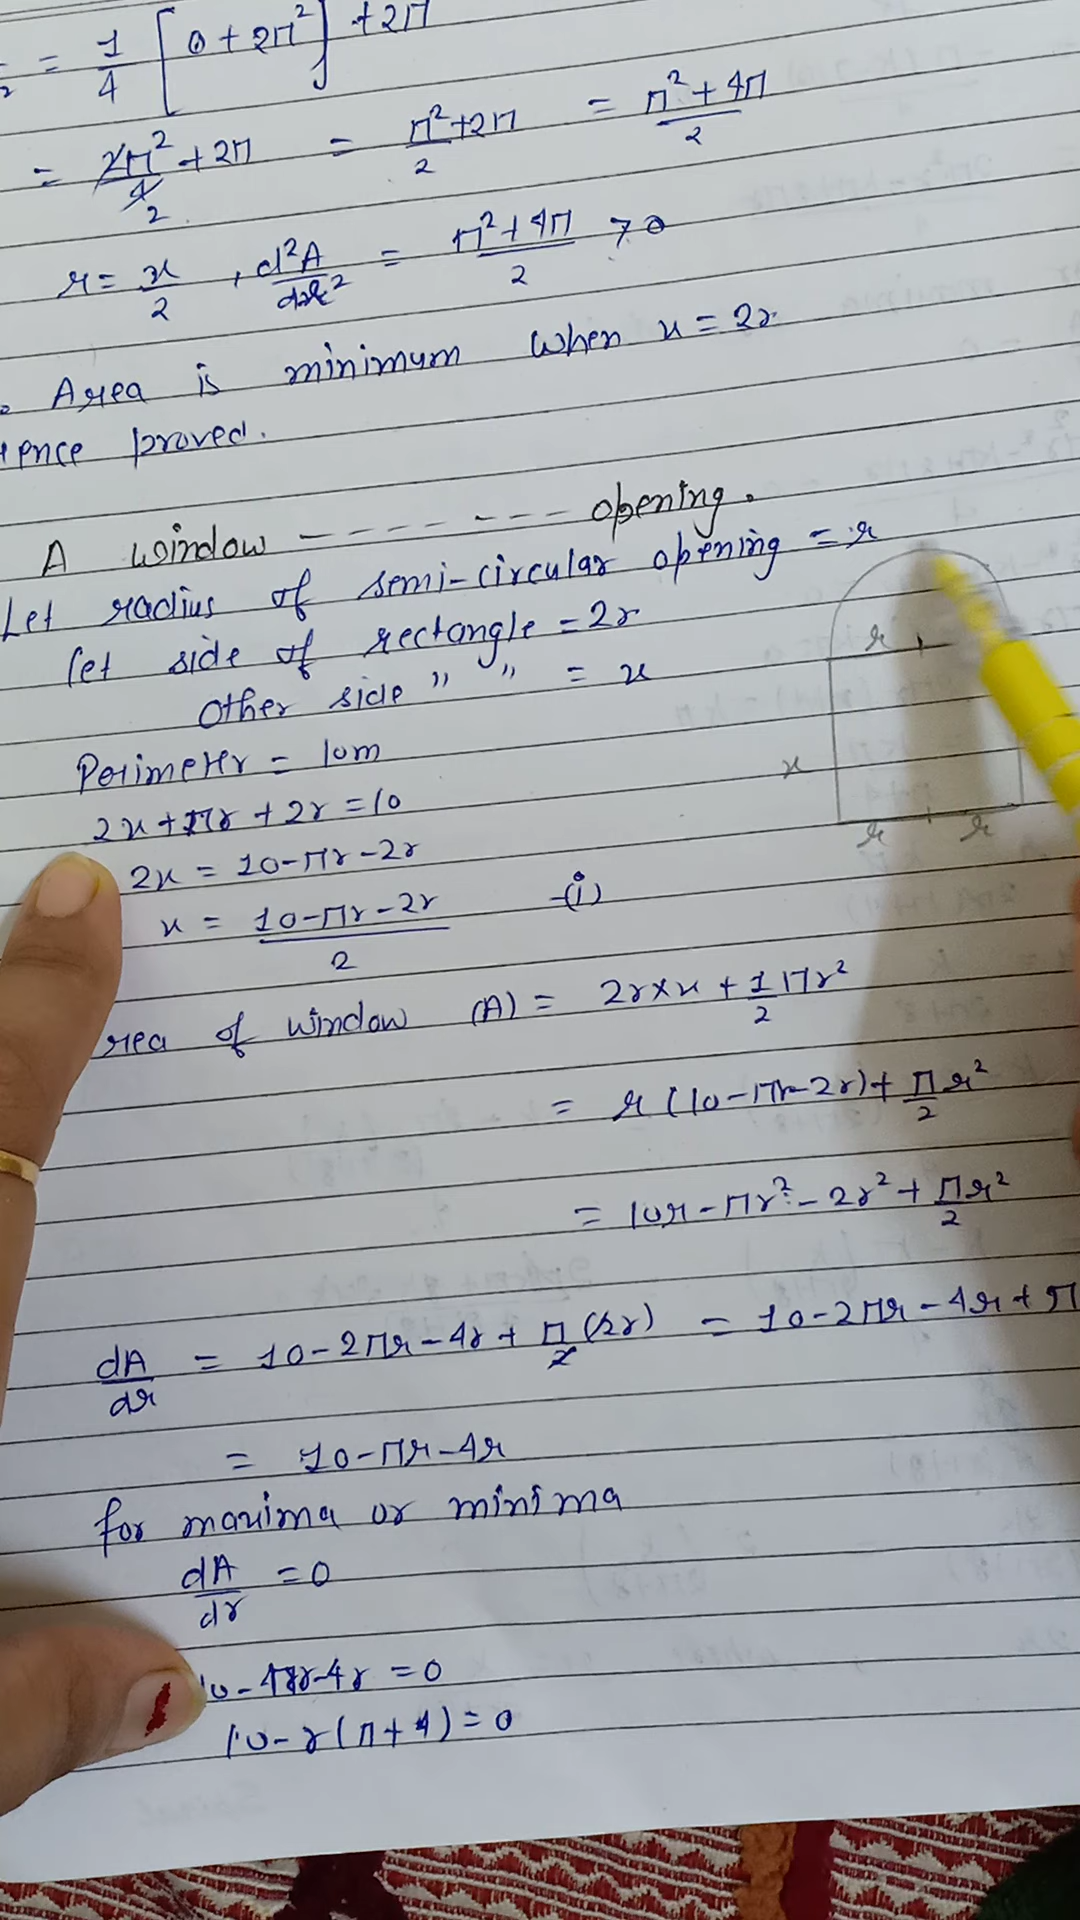 = 1/4 [0 + 2π²] + 2π
= 2π²/4 2 + 2π = π²/2 + 2π = π² + 4π/2
r = x/2 , d²A/dx² = π² + 4π/2 > 0
Area is minimum when x = 2r
ence proved.
A window - - - - - - - opening.
Let radius of semi-circular opening = r
let side of rectangle = 2r
other side " " = x
Perimeter = 10m
2x + πr + 2r = 10
2x = 10 - πr - 2r
x = 10 - πr - 2r/2 -(i)
rea of window (A) = 2r × x + 1/2 πr²
= r (10 - πr - 2r) + π/2 r²
= 10r - πr² - 2r² + π/2 r²
dA/dr = 10 - 2πr - 4r + π/2 (2r) = 10 - 2πr - 4r + π
= 10 - πr - 4r
for maxima or minima
dA/dr = 0
10 - πr - 4r = 0
10 - r(π + 4) = 0
r
x
r r